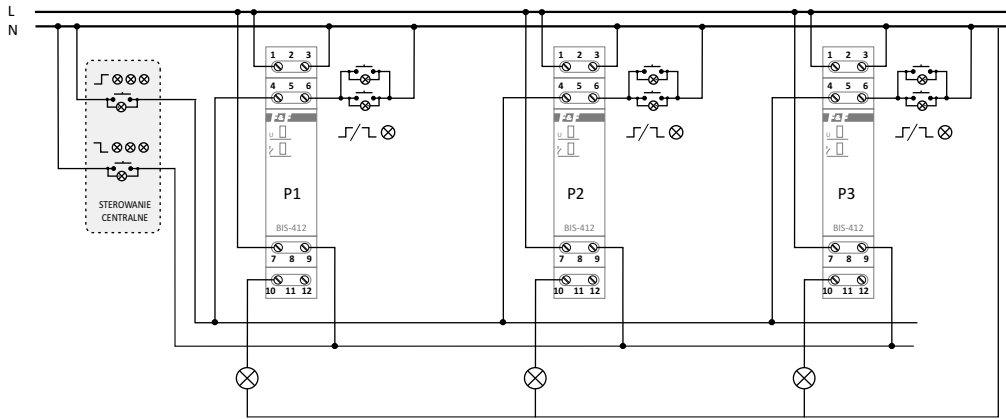 L
N
1 2 3
1 2 3
1 2 3
4 5 6
4 5 6
4 5 6
F&F
F&F
F&F
U
U
U
STEROWANIE
CENTRALNE
P1
P2
P3
BIS-412
BIS-412
BIS-412
7 8 9
7 8 9
7 8 9
10 11 12
10 11 12
10 11 12